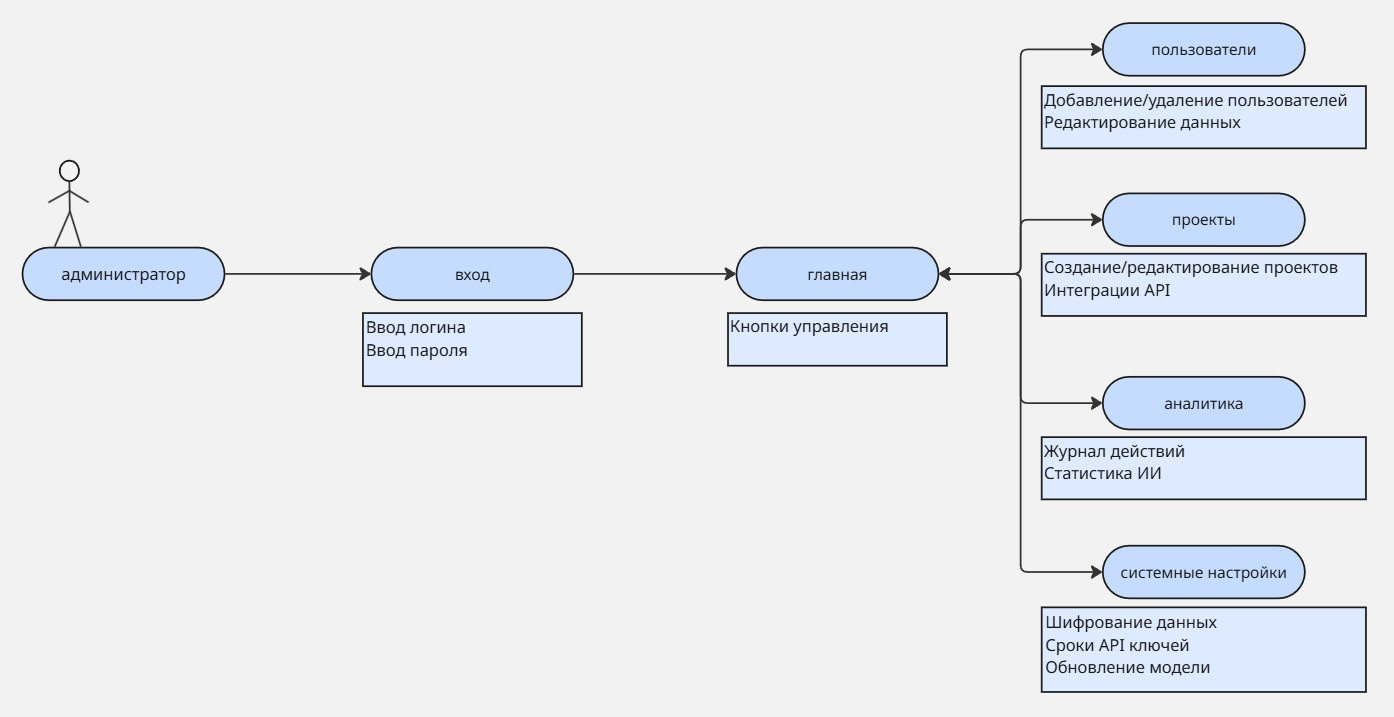 администратор
вход
Ввод логина
Ввод пароля
главная
Кнопки управления
пользователи
Добавление/удаление пользователей
Редактирование данных
проекты
Создание/редактирование проектов
Интеграции API
аналитика
Журнал действий
Статистика ИИ
системные настройки
Шифрование данных
Сроки API ключей
Обновление модели